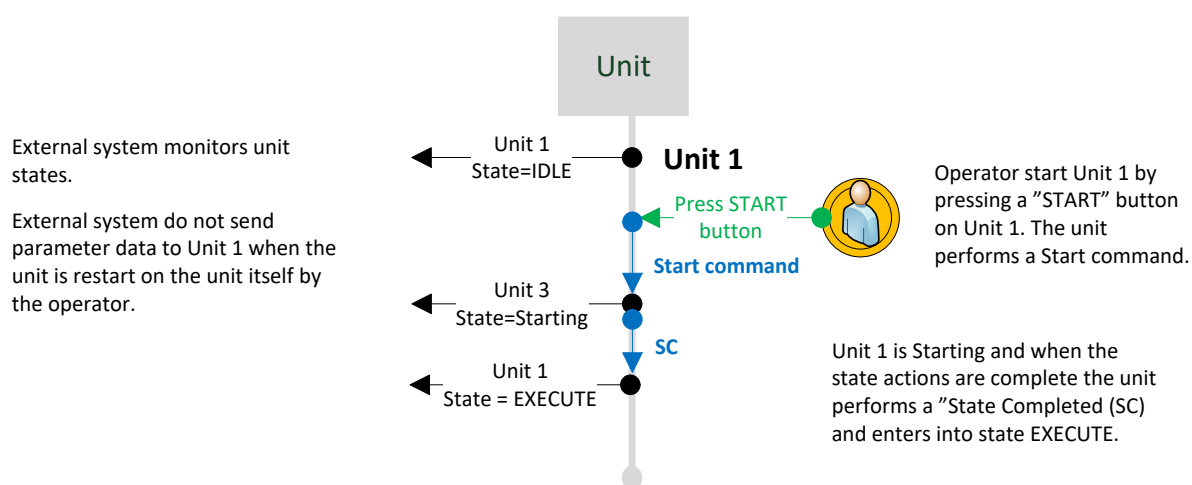 Unit
External system monitors unit
states.
External system do not send
parameter data to Unit 1 when the
unit is restart on the unit itself by
the operator.
Unit 1
State=IDLE
Unit 1
Press START
button
Operator start Unit 1 by
pressing a ”START” button
on Unit 1. The unit
performs a Start command.
Start command
Unit 3
State=Starting
SC
Unit 1
State = EXECUTE
Unit 1 is Starting and when the
state actions are complete the unit
performs a ”State Completed (SC)
and enters into state EXECUTE.